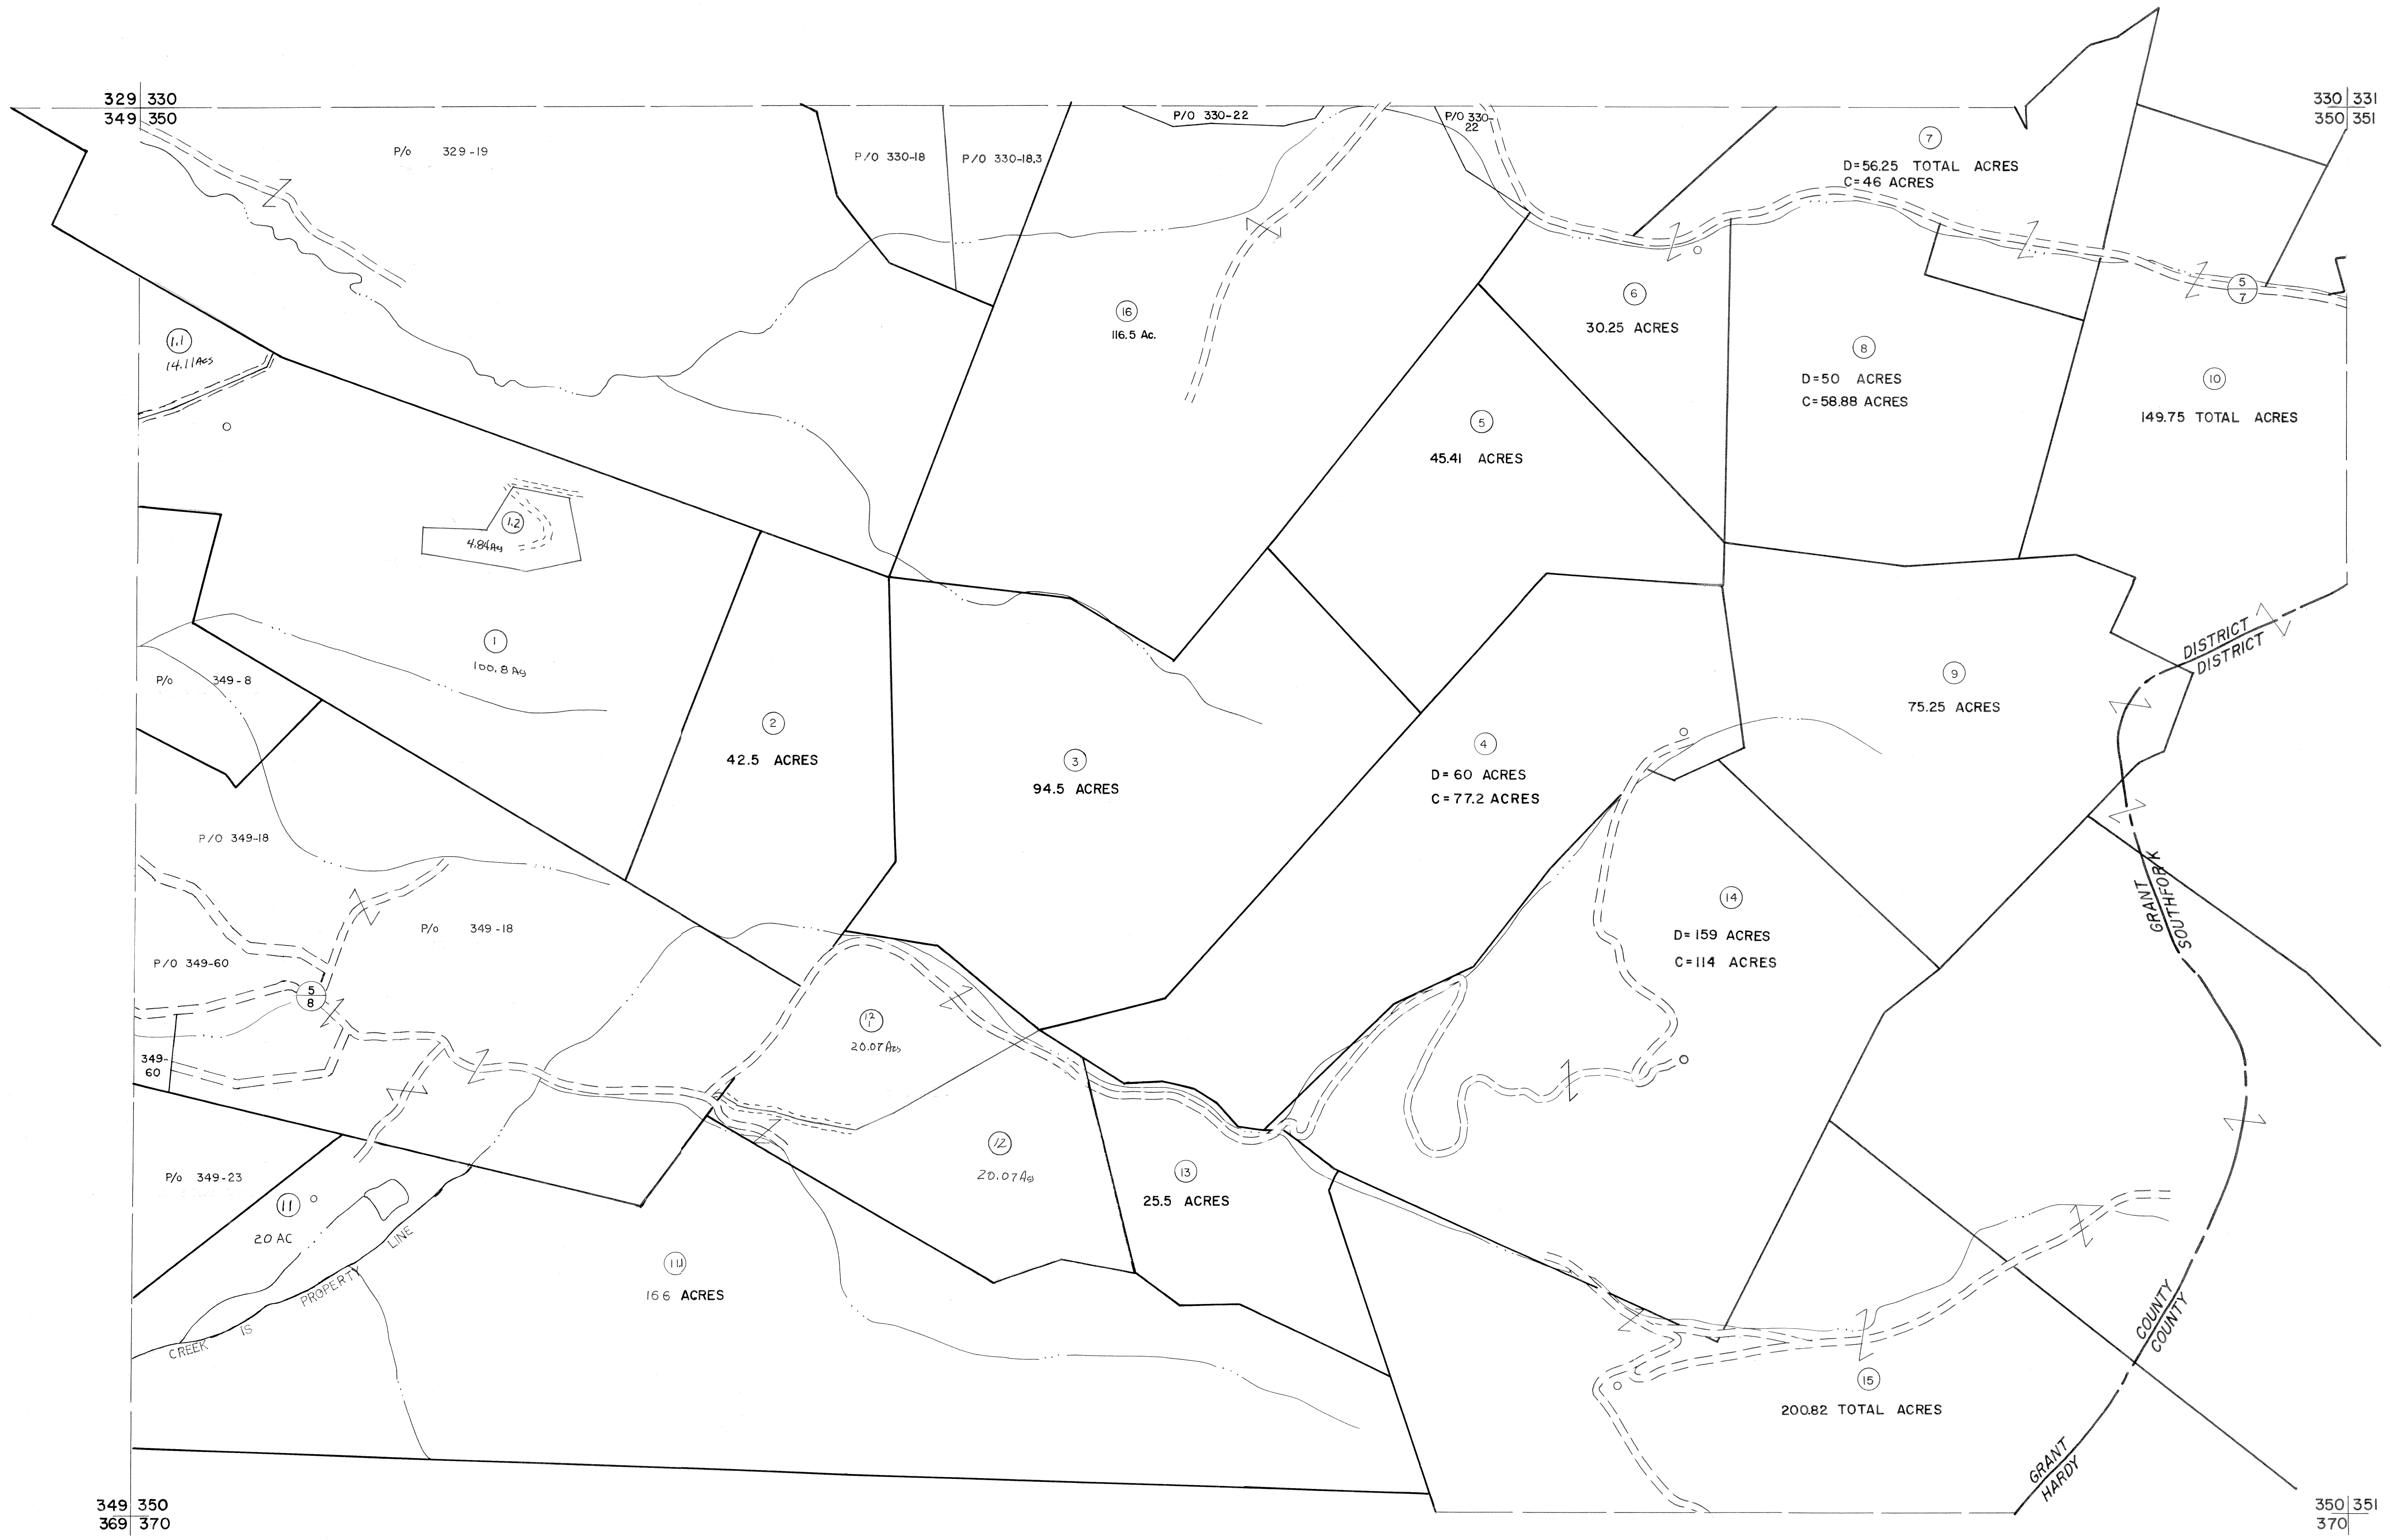 329 330
349 350
330 331
350 351
P/o 329-19
P/O 330-18
P/O 330-18.3
P/O 330-22
P/O 330-
22
7
D=56.25 TOTAL ACRES
C=46 ACRES
1.1
14.11 Acs
16
116.5 Ac.
6
30.25 ACRES
5
7
8
D=50 ACRES
C=58.88 ACRES
10
149.75 TOTAL ACRES
5
45.41 ACRES
1.2
4.84 As
1
100.8 As
P/o 349-8
2
42.5 ACRES
3
94.5 ACRES
4
D=60 ACRES
C=77.2 ACRES
9
75.25 ACRES
DISTRICT
DISTRICT
P/O 349-18
P/o 349-18
P/O 349-60
5
8
349-
60
14
D=159 ACRES
C=114 ACRES
GRANT
SOUTHFORK
12
1
20.07 Acs
12
20.07 As
13
25.5 ACRES
P/o 349-23
11
20 AC
CREEK IS PROPERTY LINE
11.1
166 ACRES
15
200.82 TOTAL ACRES
COUNTY
COUNTY
GRANT
HARDY
349 350
369 370
350 351
370